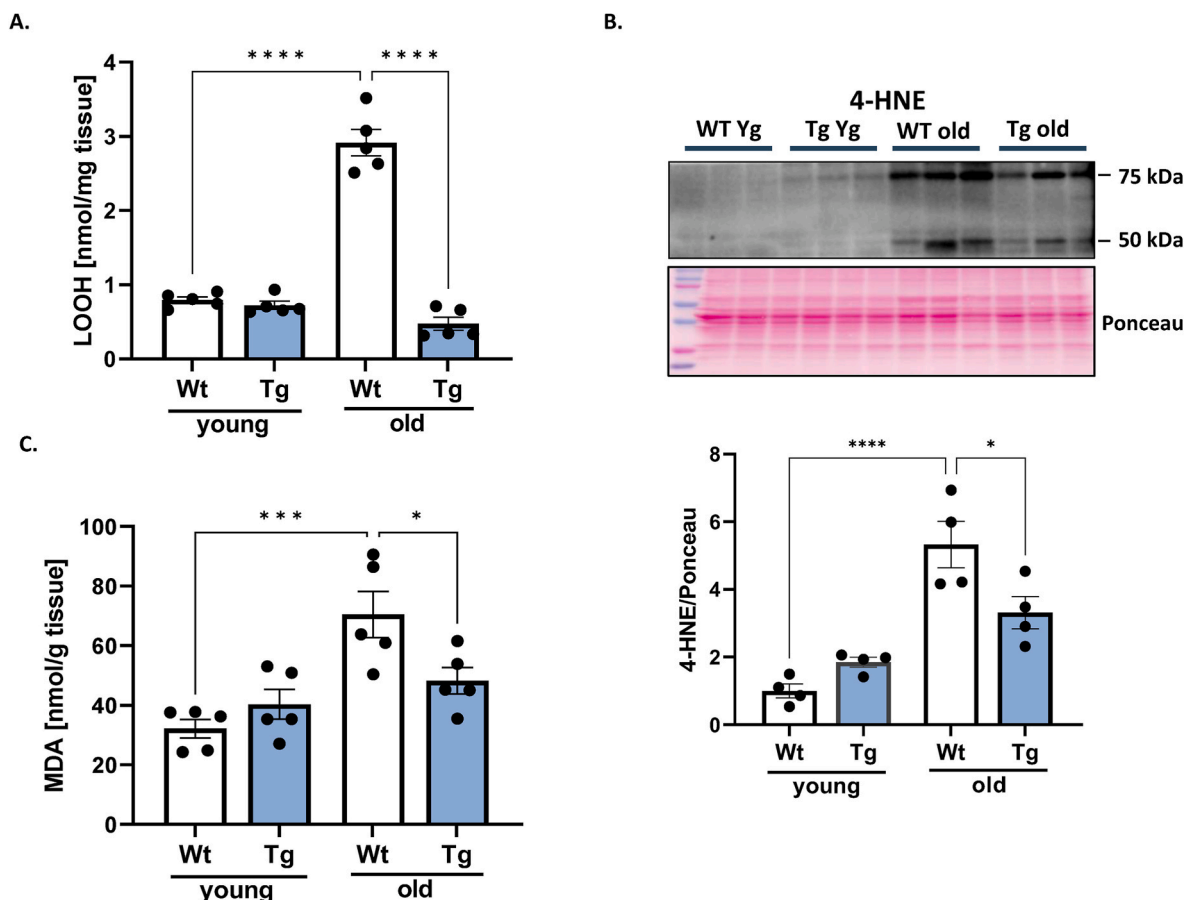 A.
LOOH [nmol/mg tissue]
4
3
2
1
0
****
****
Wt
Tg
Wt
Tg
young
old
B.
4-HNE
WT Yg
Tg Yg
WT old
Tg old
75 kDa
50 kDa
Ponceau
4-HNE/Ponceau
8
6
4
2
0
****
*
Wt
Tg
Wt
Tg
young
old
C.
MDA [nmol/g tissue]
100
80
60
40
20
0
***
*
Wt
Tg
Wt
Tg
young
old